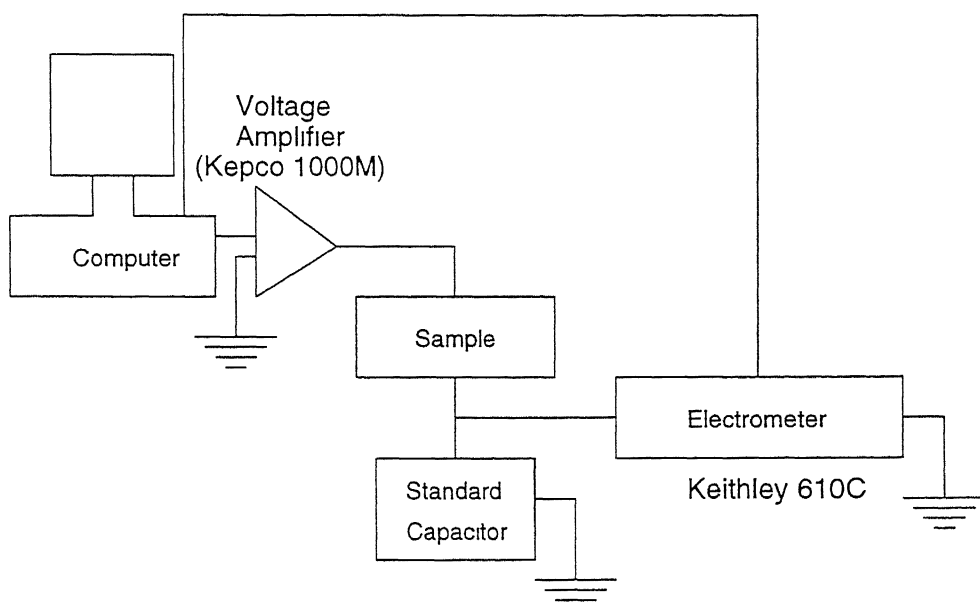 Voltage
Amplifier
(Kepco 1000M)
Computer
Sample
Electrometer
Keithley 610C
Standard
Capacitor